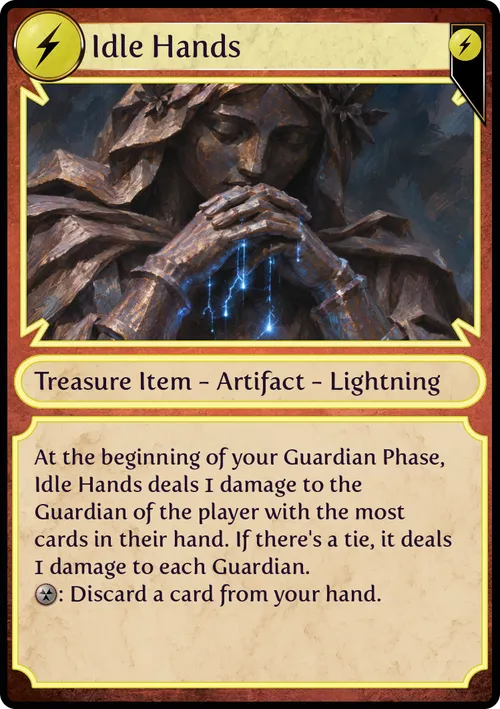 Idle Hands
Treasure Item - Artifact - Lightning
At the beginning of your Guardian Phase,
Idle Hands deals 1 damage to the
Guardian of the player with the most
cards in their hand. If there's a tie, it deals
1 damage to each Guardian.
: Discard a card from your hand.